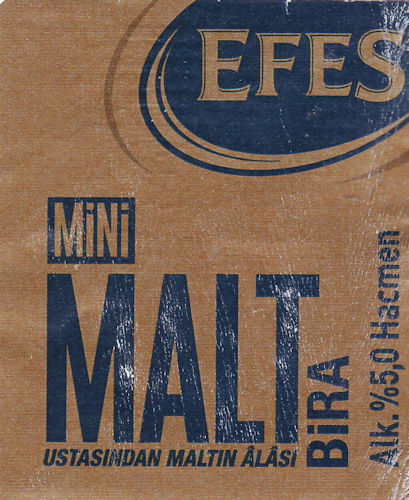 EFES
MiNi
MALT
BiRA
USTASINDAN MALTIN ÂLÂSI
Alk. %5,0 Hacmen